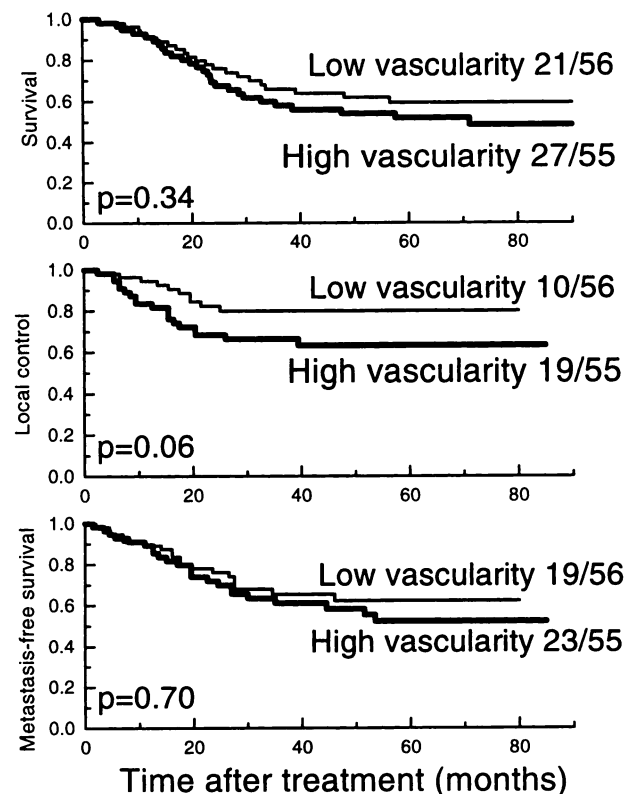 Survival
1.0
0.8
0.6
0.4
0.2
0.0
Low vascularity 21/56
High vascularity 27/55
p=0.34
0 20 40 60 80
Local control
1.0
0.8
0.6
0.4
0.2
0.0
Low vascularity 10/56
High vascularity 19/55
p=0.06
0 20 40 60 80
Metastasis-free survival
1.0
0.8
0.6
0.4
0.2
0.0
Low vascularity 19/56
High vascularity 23/55
p=0.70
0 20 40 60 80
Time after treatment (months)